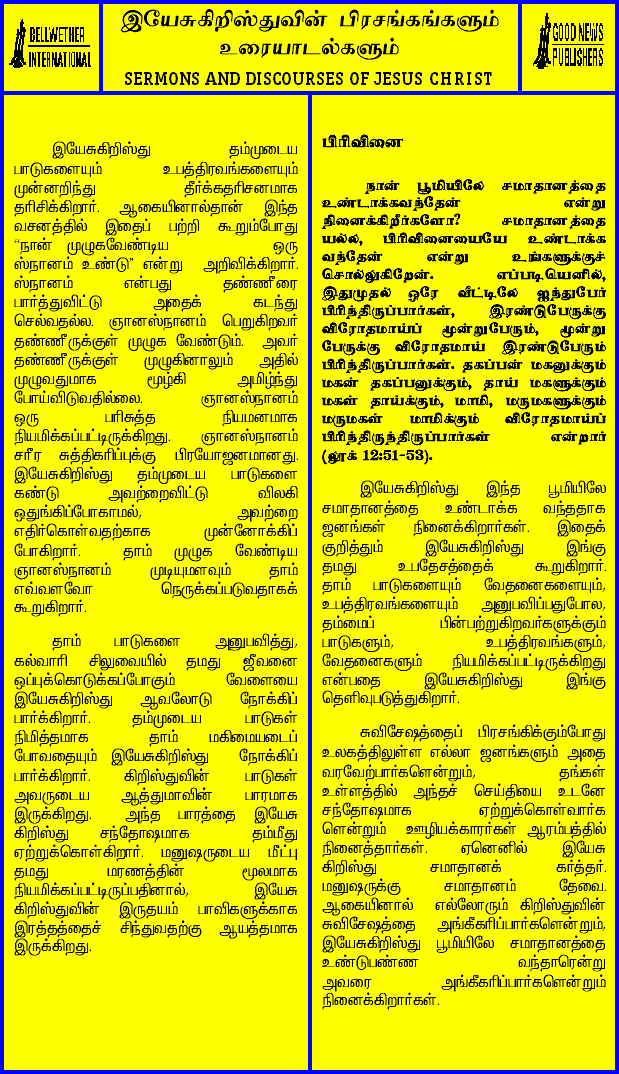 BELLWETHER
INTERNATIONAL
இயேசுகிறிஸ்துவின் பிரசங்கங்களும்
உரையாடல்களும்
SERMONS AND DISCOURSES OF JESUS CHRIST
GOOD NEWS
PUBLISHERS
இயேசுகிறிஸ்து தம்முடைய
பாடுகளையும் உபத்திரவங்களையும்
முன்னறிந்து தீர்க்கதரிசனமாக
தரிசிக்கிறார். ஆகையினால்தான் இந்த
வசனத்தில் இதைப் பற்றி கூறும்போது
“நான் முழுகவேண்டிய ஒரு
ஸ்நானம் உண்டு” என்று அறிவிக்கிறார்.
ஸ்நானம் என்பது தண்ணீரை
பார்த்துவிட்டு அதைக் கடந்து
செல்வதல்ல. ஞானஸ்நானம் பெறுகிறவர்
தண்ணீருக்குள் முழுக வேண்டும். அவர்
தண்ணீருக்குள் முழுகினாலும் அதில்
முழுவதுமாக மூழ்கி அமிழ்ந்து
போய்விடுவதில்லை. ஞானஸ்நானம்
ஒரு பரிசுத்த நியமனமாக
நியமிக்கப்பட்டிருக்கிறது. ஞானஸ்நானம்
சரீர சுத்திகரிப்புக்கு பிரயோஜனமானது.
இயேசுகிறிஸ்து தம்முடைய பாடுகளை
கண்டு அவற்றைவிட்டு விலகி
ஒதுங்கிப்போகாமல், அவற்றை
எதிர்கொள்வதற்காக முன்னோக்கிப்
போகிறார். தாம் முழுக வேண்டிய
ஞானஸ்நானம் முடியுமளவும் தாம்
எவ்வளவோ நெருக்கப்படுவதாகக்
கூறுகிறார்.
தாம் பாடுகளை அனுபவித்து,
கல்வாரி சிலுவையில் தமது ஜீவனை
ஒப்புக்கொடுக்கப்போகும் வேளையை
இயேசுகிறிஸ்து ஆவலோடு நோக்கிப்
பார்க்கிறார். தம்முடைய பாடுகள்
நிமித்தமாக தாம் மகிமையடைப்
போவதையும் இயேசுகிறிஸ்து நோக்கிப்
பார்க்கிறார். கிறிஸ்துவின் பாடுகள்
அவருடைய ஆத்துமாவின் பாரமாக
இருக்கிறது. அந்த பாரத்தை இயேசு
கிறிஸ்து சந்தோஷமாக தம்மீது
ஏற்றுக்கொள்கிறார். மனுஷருடைய மீட்பு
தமது மரணத்தின் மூலமாக
நியமிக்கப்பட்டிருப்பதினால், இயேசு
கிறிஸ்துவின் இருதயம் பாவிகளுக்காக
இரத்தத்தைச் சிந்துவதற்கு ஆயத்தமாக
இருக்கிறது.
பிரிவினை
நான் பூமியிலே சமாதானத்தை
உண்டாக்கவந்தேன் என்று
நினைக்கிறீர்களோ? சமாதானத்தை
யல்ல, பிரிவினையையே உண்டாக்க
வந்தேன் என்று உங்களுக்குச்
சொல்லுகிறேன். எப்படியெனில்,
இதுமுதல் ஒரே வீட்டிலே ஐந்துபேர்
பிரிந்திருப்பார்கள், இரண்டுபேருக்கு
விரோதமாய்ப் மூன்றுபேரும், மூன்று
பேருக்கு விரோதமாய் இரண்டுபேரும்
பிரிந்திருப்பார்கள். தகப்பன் மகனுக்கும்
மகன் தகப்பனுக்கும், தாய் மகளுக்கும்
மகன் தாய்க்கும், மாமி, மருமகளுக்கும்
மருமகள் மாமிக்கும் விரோதமாய்ப்
பிரிந்திருந்திருப்பார்கள் என்றார்
(லூக் 12:51-53).
இயேசுகிறிஸ்து இந்த பூமியிலே
சமாதானத்தை உண்டாக்க வந்ததாக
ஜனங்கள் நினைக்கிறார்கள். இதைக்
குறித்தும் இயேசுகிறிஸ்து இங்கு
தமது உபதேசத்தைக் கூறுகிறார்.
தாம் பாடுகளையும் வேதனைகளையும்,
உபத்திரவங்களையும் அனுபவிப்பதுபோல,
தம்மைப் பின்பற்றுகிறவர்களுக்கும்
பாடுகளும், உபத்திரவங்களும்,
வேதனைகளும் நியமிக்கப்பட்டிருக்கிறது
என்பதை இயேசுகிறிஸ்து இங்கு
தெளிவுபடுத்துகிறார்.
சுவிசேஷத்தைப் பிரசங்கிக்கும்போது
உலகத்திலுள்ள எல்லா ஜனங்களும் அதை
வரவேற்பார்களென்றும், தங்கள்
உள்ளத்தில் அந்தச் செய்தியை உடனே
சந்தோஷமாக ஏற்றுக்கொள்வார்க
ளென்றும் ஊழியக்காரர்கள் ஆரம்பத்தில்
நினைத்தார்கள். ஏனெனில் இயேசு
கிறிஸ்து சமாதானக் கர்த்தர்.
மனுஷருக்கு சமாதானம் தேவை.
ஆகையினால் எல்லோரும் கிறிஸ்துவின்
சுவிசேஷத்தை அங்கீகரிப்பார்களென்றும்,
இயேசுகிறிஸ்து பூமியிலே சமாதானத்தை
உண்டுபண்ண வந்தாரென்று
அவரை அங்கீகரிப்பார்களென்றும்
நினைக்கிறார்கள்.